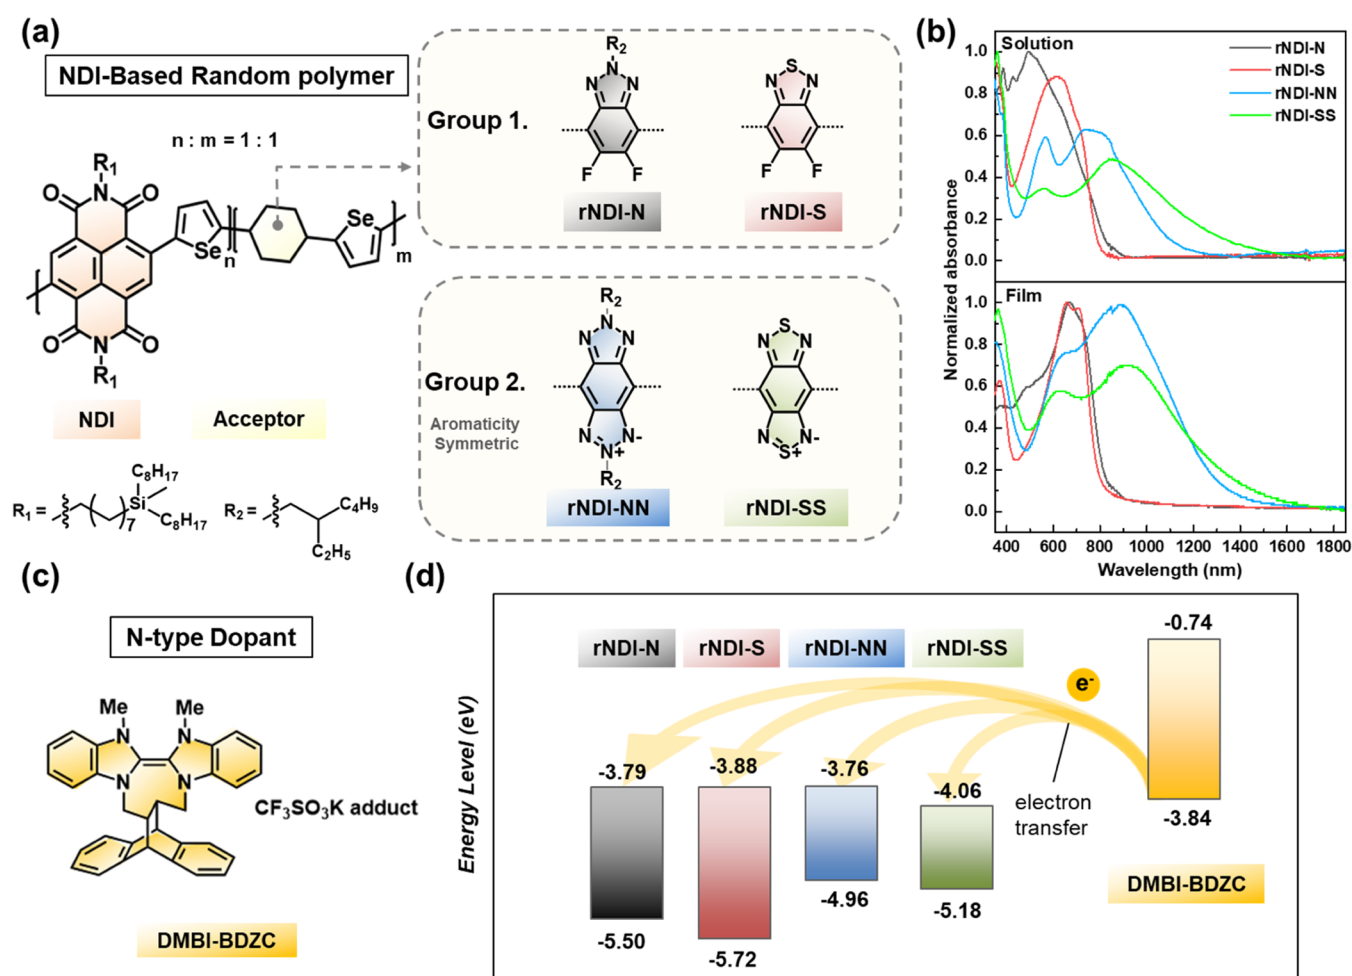 (a)
NDI-Based Random polymer
n : m = 1 : 1
R1
O N O
Se
n
Se
m
O N O
R1
NDI
Acceptor
R1 =
C8H17
Si
7
C8H17
R2 =
C4H9
C2H5
Group 1.
R2
N
N N
F F
rNDI-N
S
N N
F F
rNDI-S
Group 2.
Aromaticity
Symmetric
R2
N
N N
N N-
N+
R2
rNDI-NN
S
N N
N N-
S+
rNDI-SS
(b)
Normalized absorbance
Solution
rNDI-N
rNDI-S
rNDI-NN
rNDI-SS
1.0
0.8
0.6
0.4
0.2
0.0
Film
1.0
0.8
0.6
0.4
0.2
0.0
400 600 800 1000 1200 1400 1600 1800
Wavelength (nm)
(c)
N-type Dopant
Me Me
N N
N N
CF3SO3K adduct
DMBI-BDZC
(d)
Energy Level (eV)
rNDI-N rNDI-S rNDI-NN rNDI-SS
e-
-0.74
-3.79 -3.88 -3.76 -4.06
electron
transfer
-3.84
-5.50 -5.72 -4.96 -5.18
DMBI-BDZC